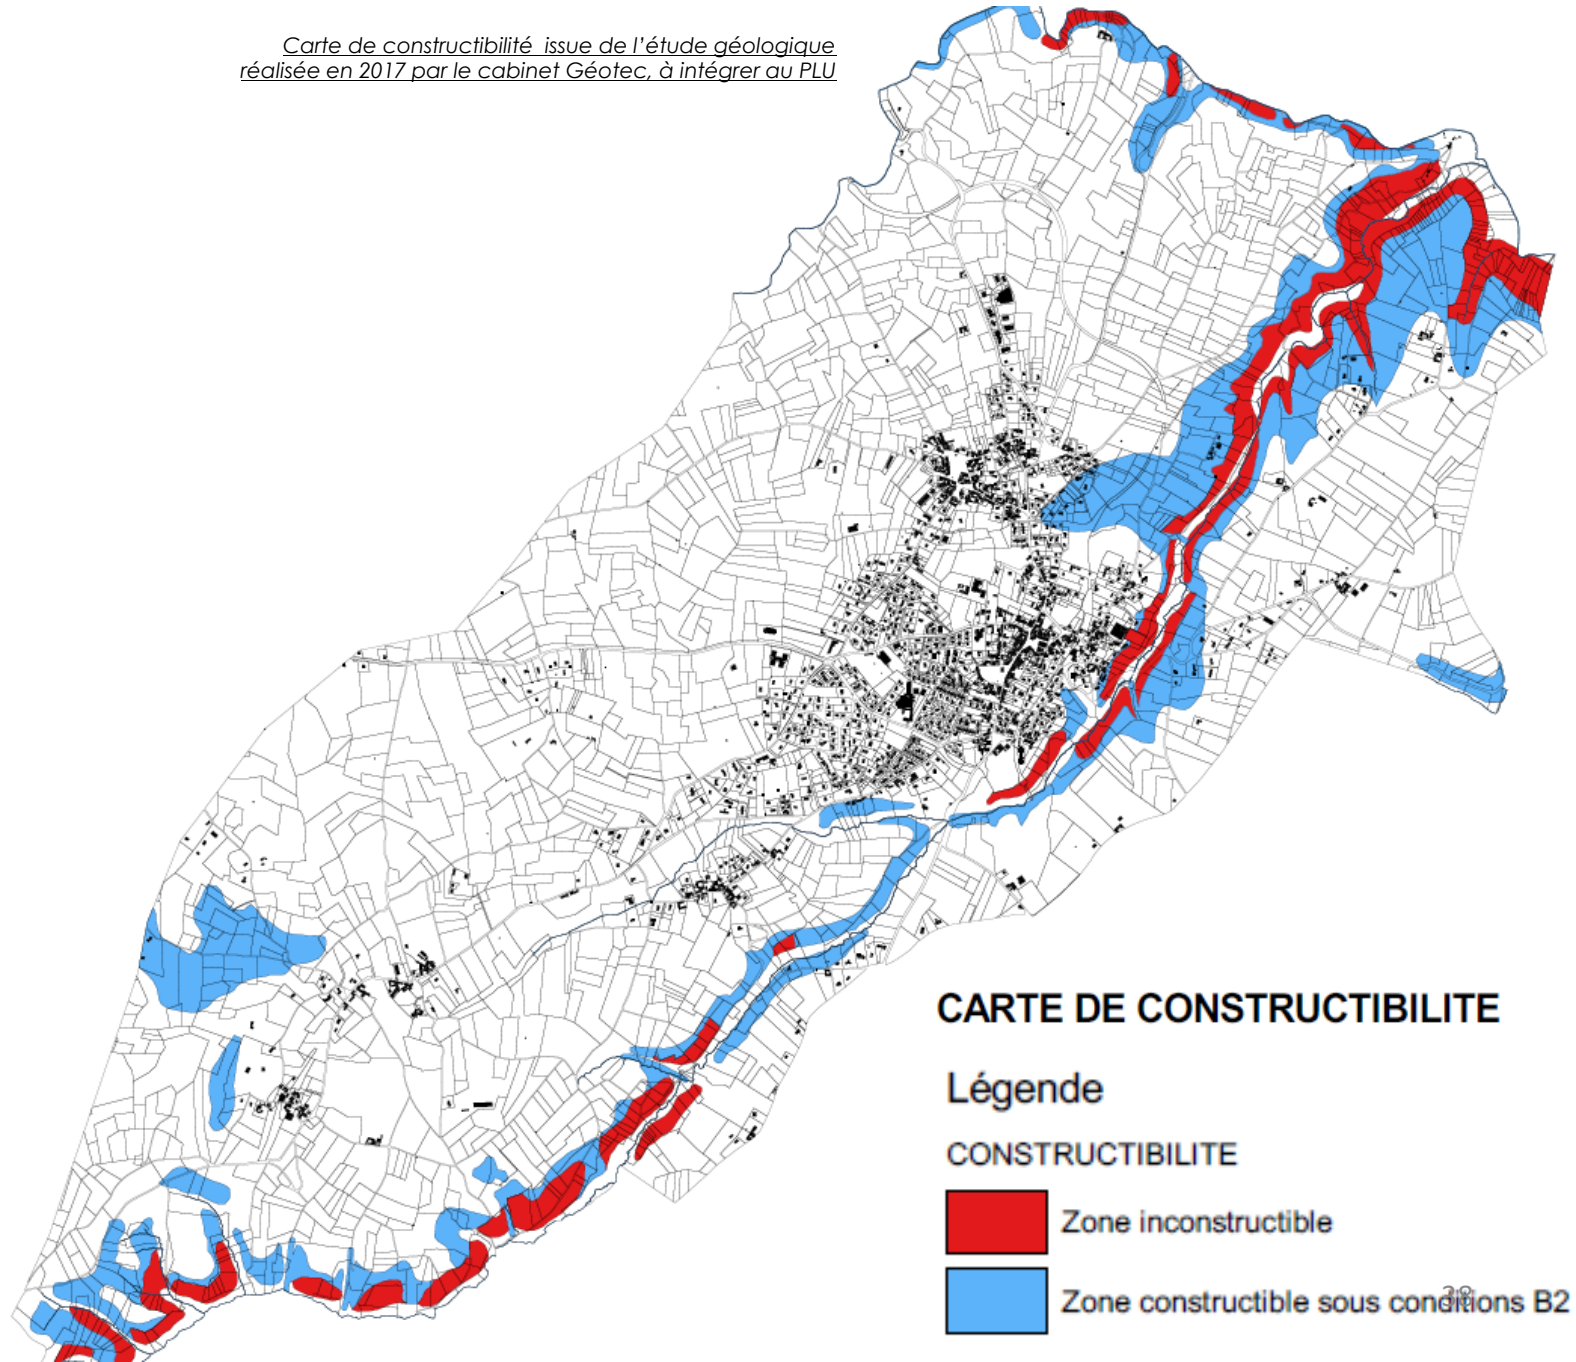 Carte de constructibilité issue de l'étude géologique
réalisée en 2017 par le cabinet Géotec, à intégrer au PLU
CARTE DE CONSTRUCTIBILITE
Légende
CONSTRUCTIBILITE
Zone inconstructible
Zone constructible sous conditions B2
38